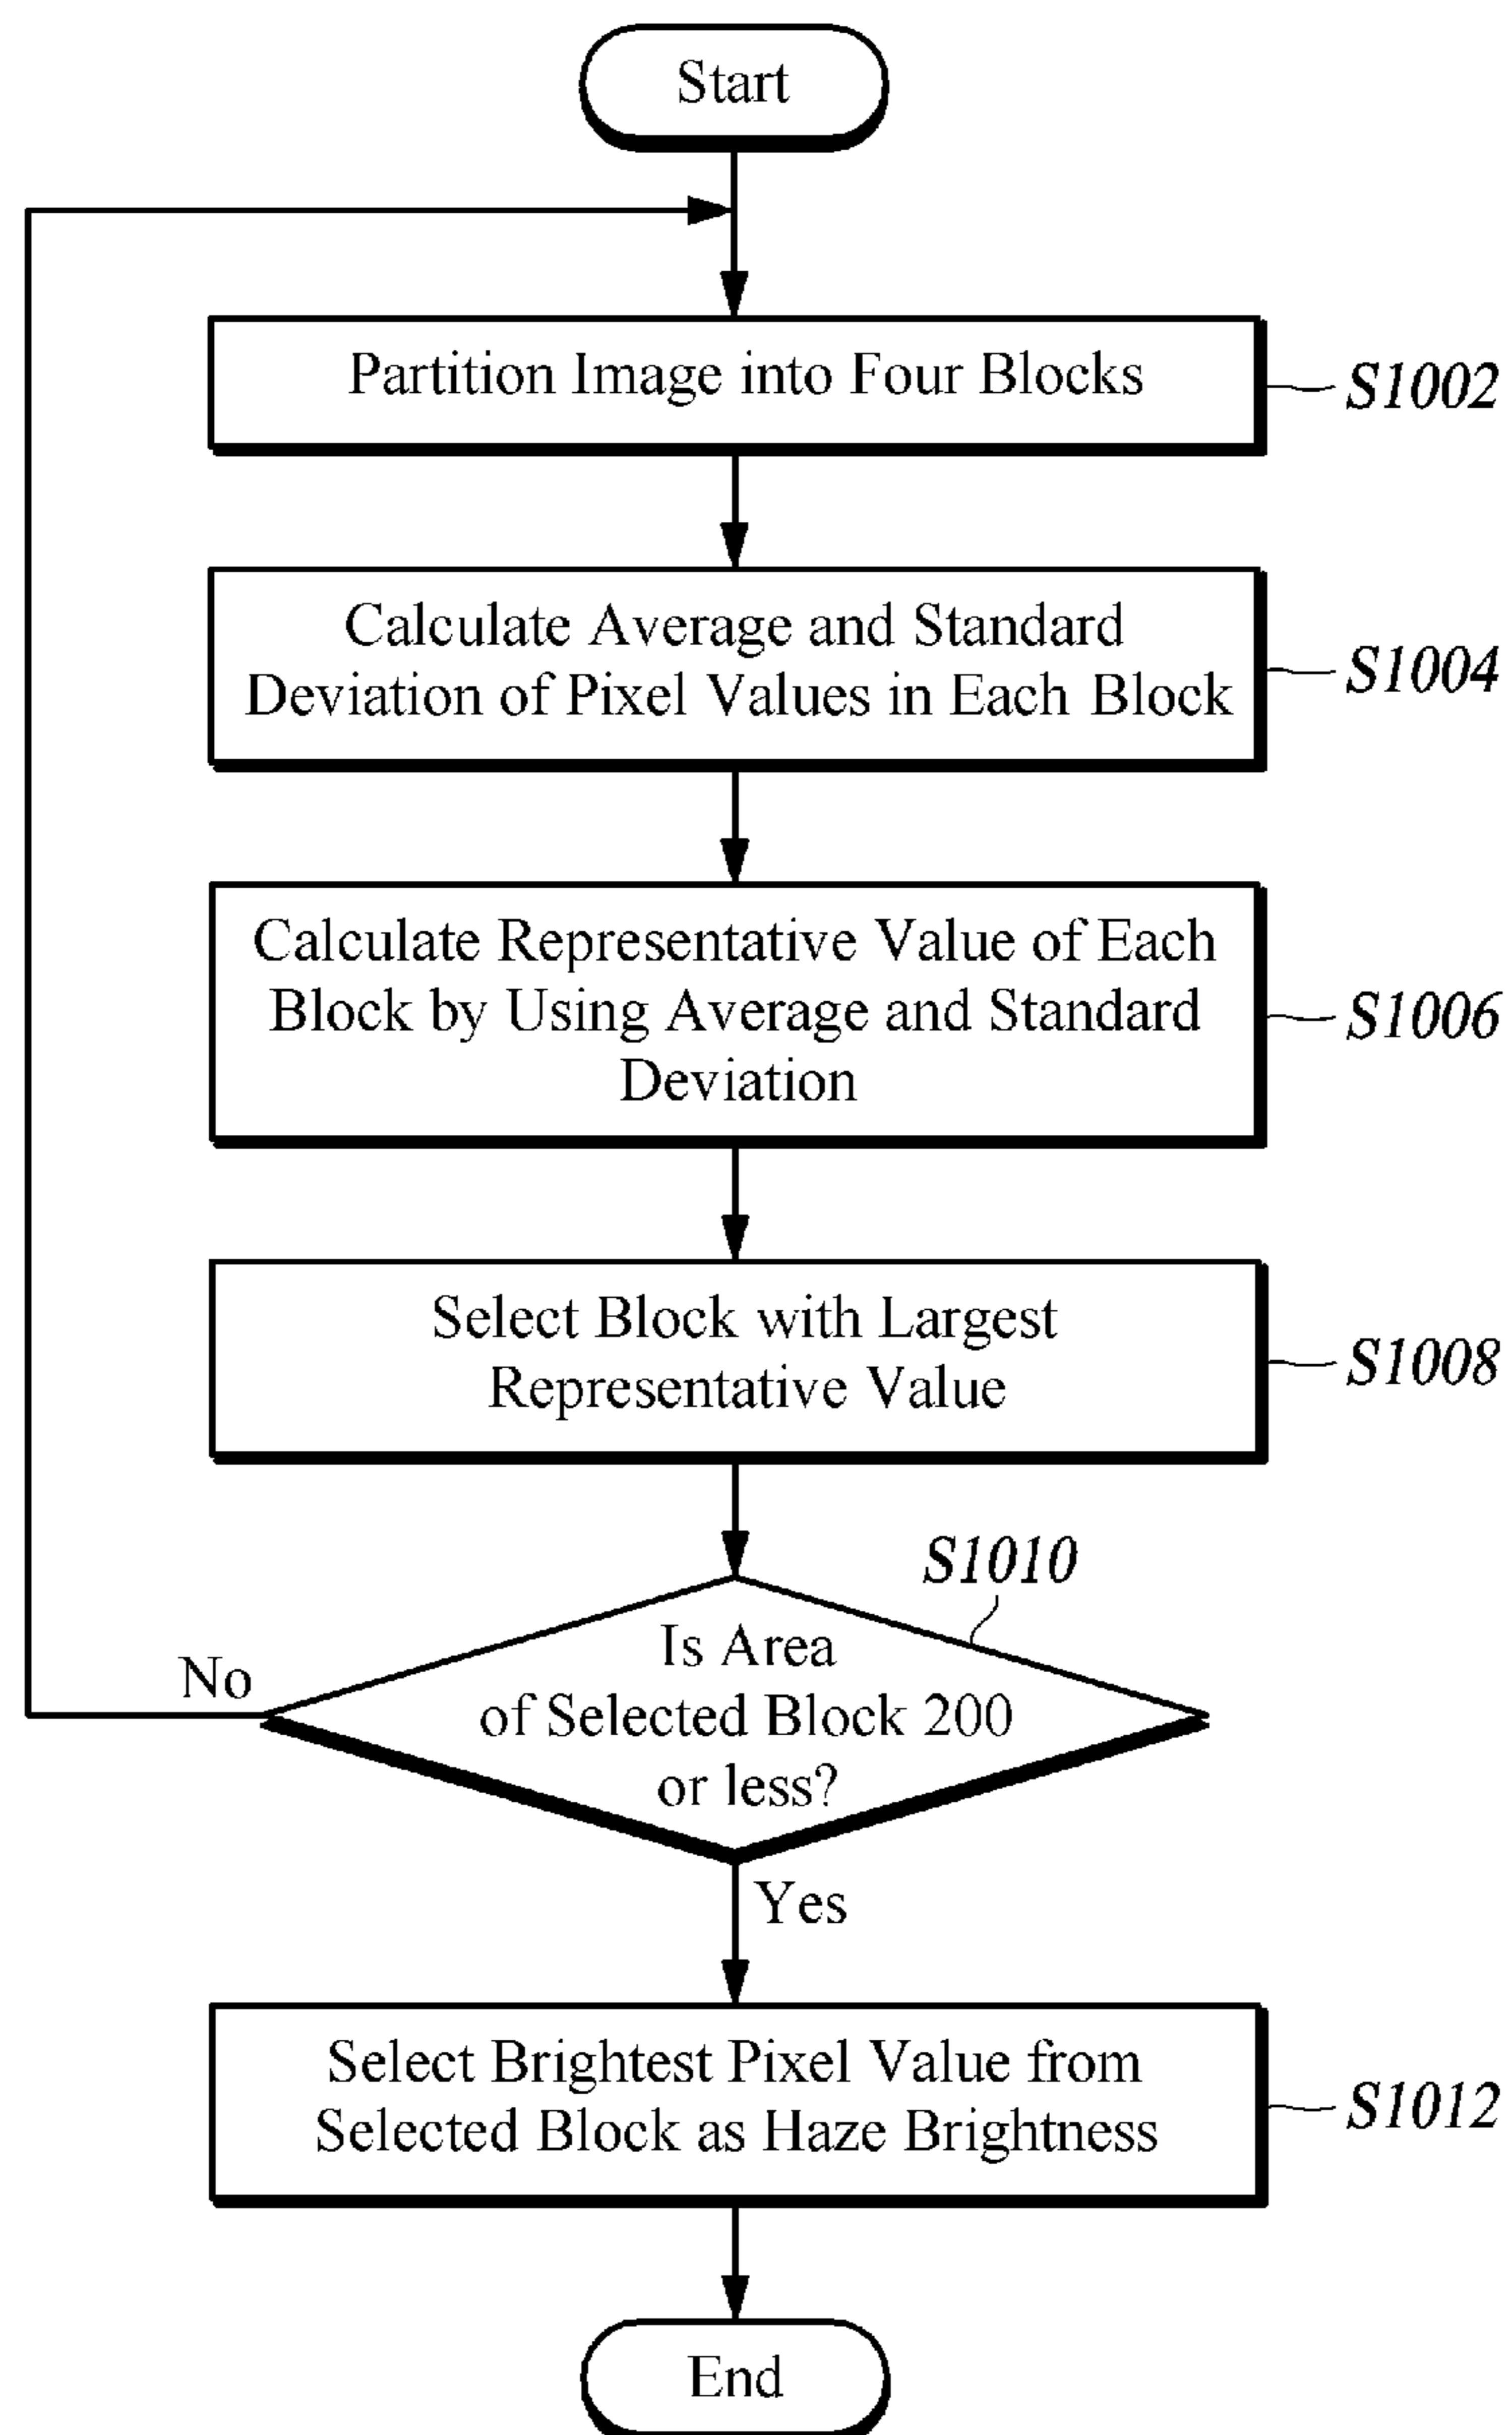 Start
Partition Image into Four Blocks
S1002
Calculate Average and Standard
Deviation of Pixel Values in Each Block
S1004
Calculate Representative Value of Each
Block by Using Average and Standard
Deviation
S1006
Select Block with Largest
Representative Value
S1008
S1010
Is Area
of Selected Block 200
or less?
No
Yes
Select Brightest Pixel Value from
Selected Block as Haze Brightness
S1012
End